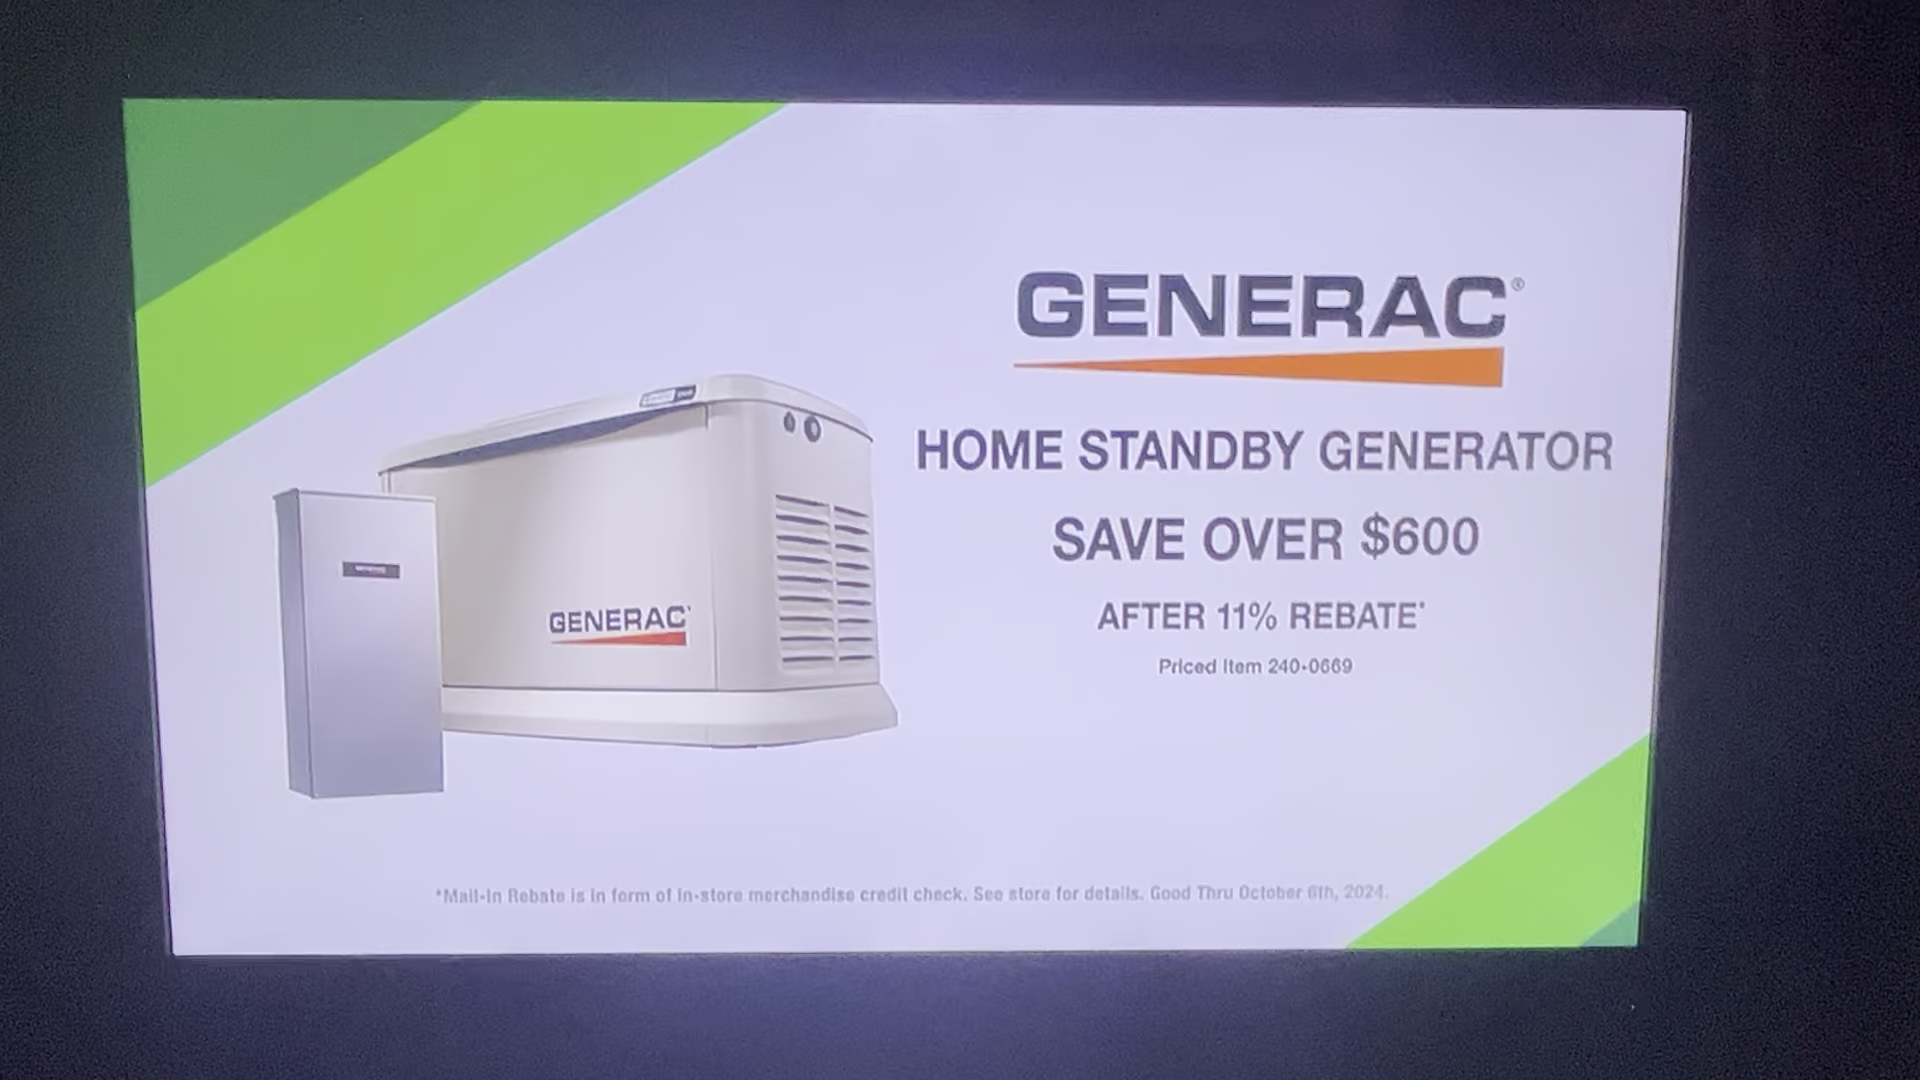 GENERAC®
HOME STANDBY GENERATOR
SAVE OVER $600
AFTER 11% REBATE*
Priced Item 240-0669
GENERAC
*Mail-In Rebate is in form of in-store merchandise credit check. See store for details. Good Thru October 6th, 2024.